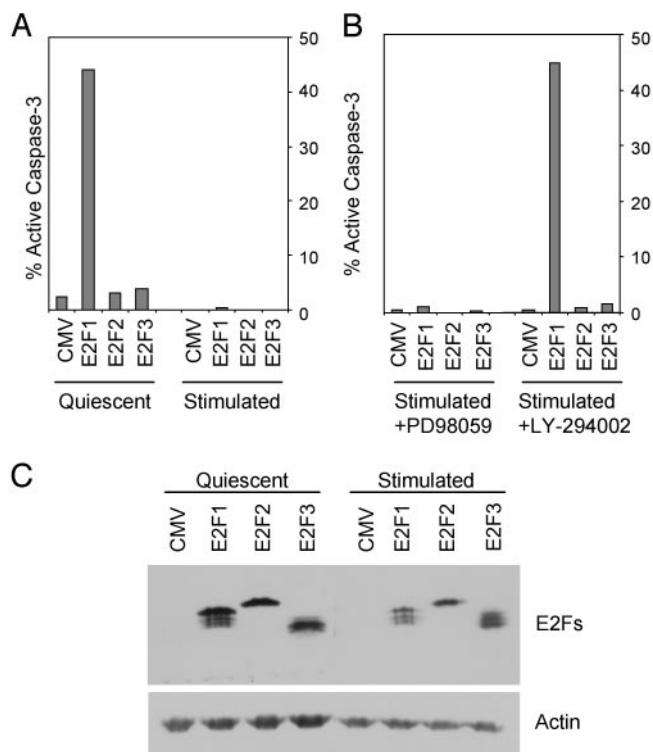 A
% Active Caspase-3
50
40
30
20
10
0
CMV E2F1 E2F2 E2F3 CMV E2F1 E2F2 E2F3
Quiescent Stimulated
B
% Active Caspase-3
50
40
30
20
10
0
CMV E2F1 E2F2 E2F3 CMV E2F1 E2F2 E2F3
Stimulated Stimulated
+PD98059 +LY-294002
C
Quiescent Stimulated
CMV E2F1 E2F2 E2F3 CMV E2F1 E2F2 E2F3
E2Fs
Actin